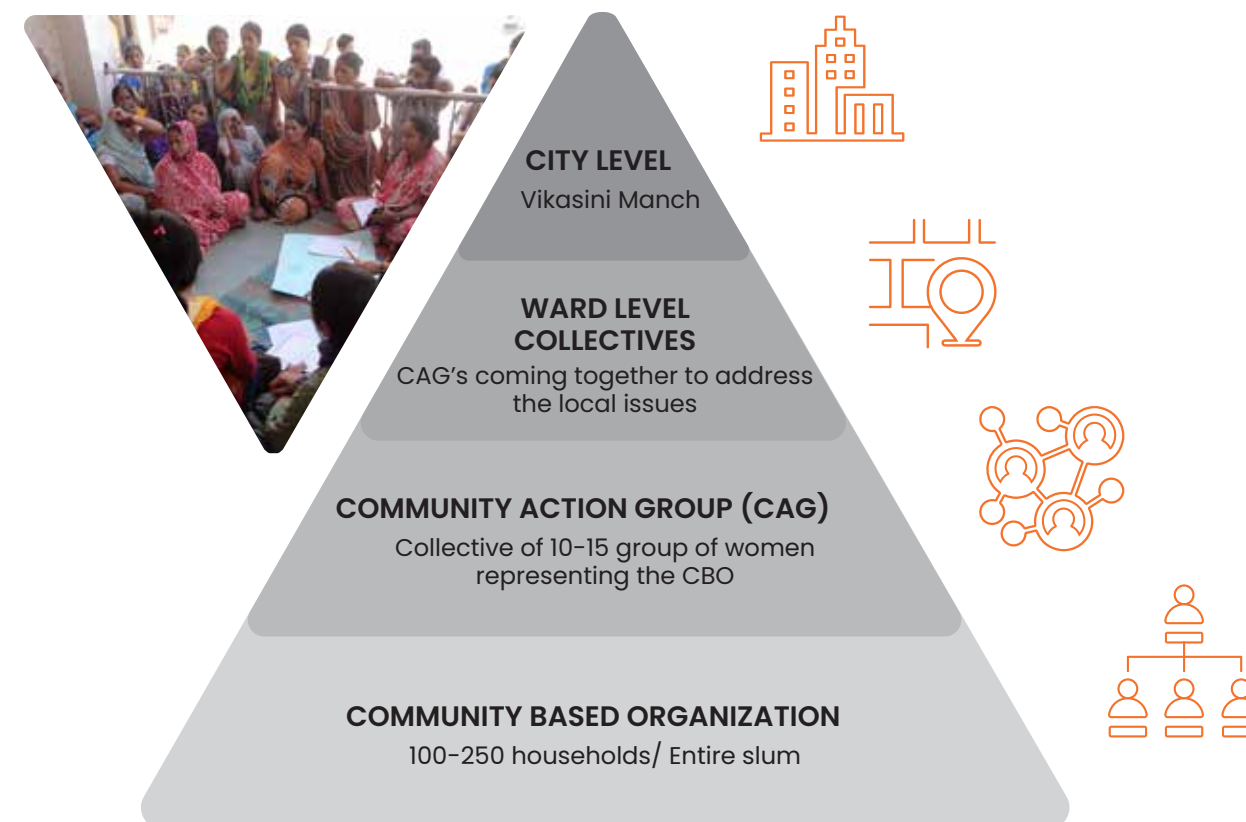 CITY LEVEL
Vikasini Manch
WARD LEVEL
COLLECTIVES
CAG’s coming together to address
the local issues
COMMUNITY ACTION GROUP (CAG)
Collective of 10-15 group of women
representing the CBO
COMMUNITY BASED ORGANIZATION
100-250 households/ Entire slum